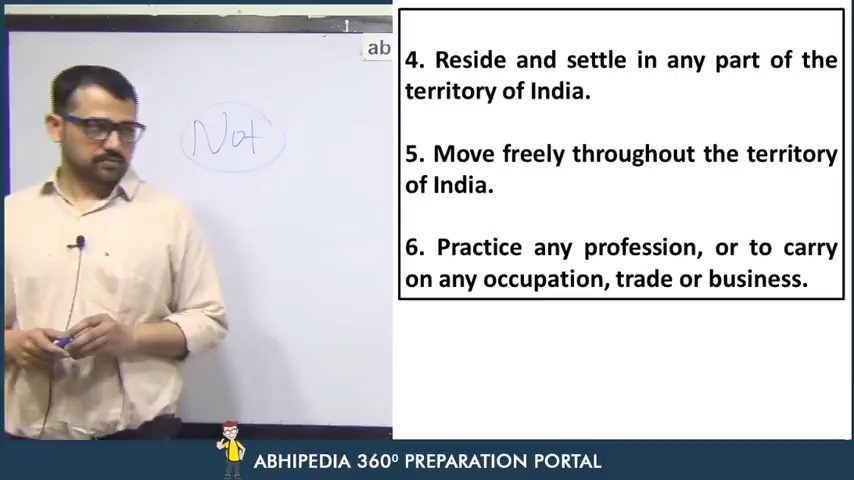 ab
Not
4. Reside and settle in any part of the
territory of India.
5. Move freely throughout the territory
of India.
6. Practice any profession, or to carry
on any occupation, trade or business.
ABHIPEDIA 360⁰ PREPARATION PORTAL